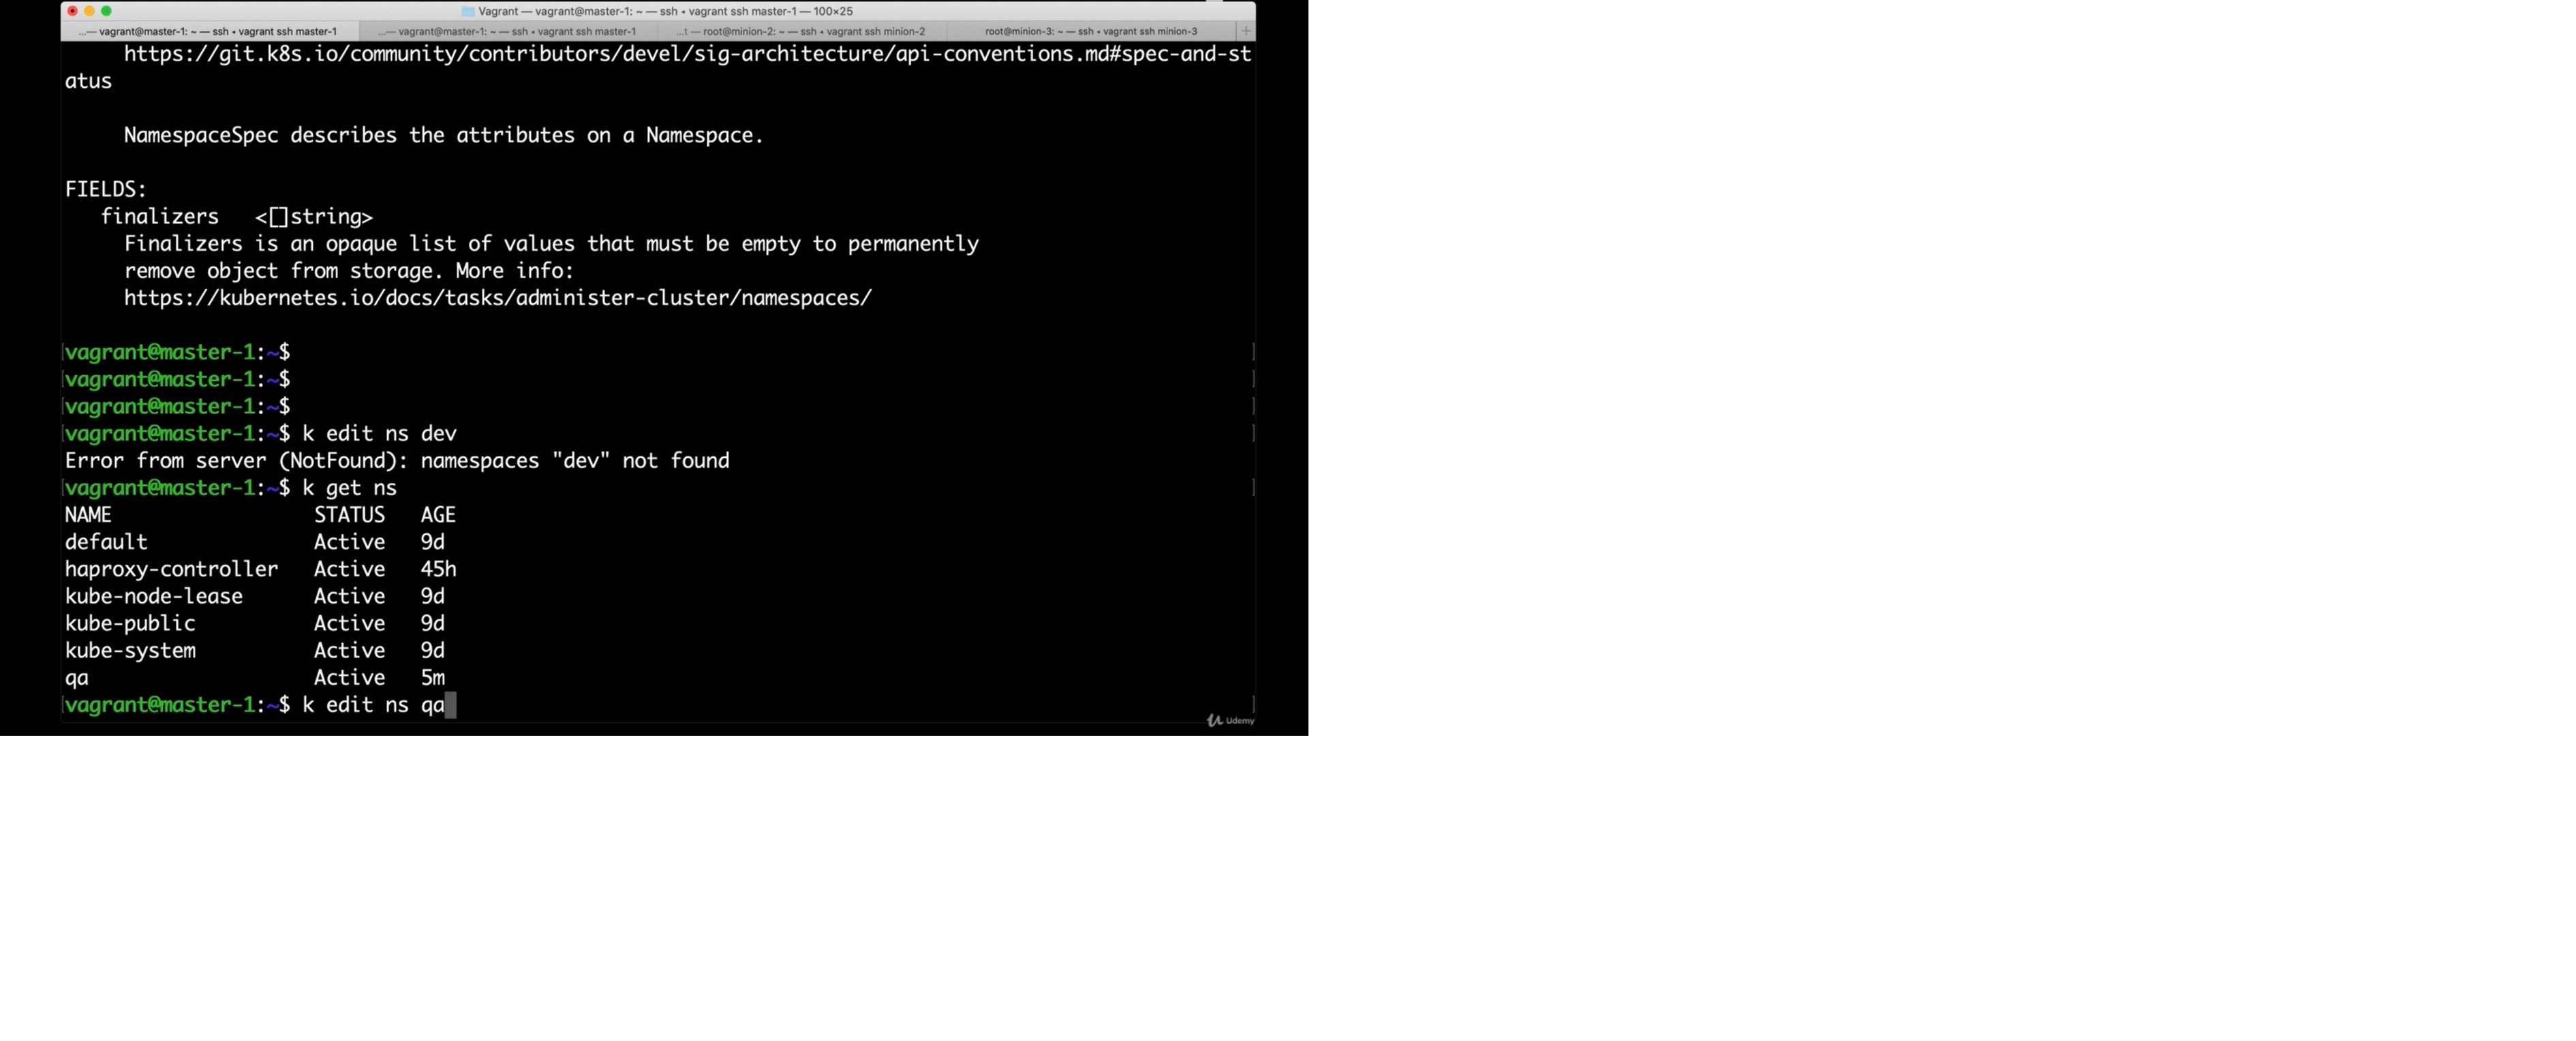 Vagrant — vagrant@master-1: ~ — ssh • vagrant ssh master-1 — 100×25
...— vagrant@master-1: ~ — ssh • vagrant ssh master-1 ...— vagrant@master-1: ~ — ssh • vagrant ssh master-1 ...t — root@minion-2: ~ — ssh • vagrant ssh minion-2 root@minion-3: ~ — ssh • vagrant ssh minion-3 +
https://git.k8s.io/community/contributors/devel/sig-architecture/api-conventions.md#spec-and-st
atus
NamespaceSpec describes the attributes on a Namespace.
FIELDS:
finalizers <[]string>
Finalizers is an opaque list of values that must be empty to permanently
remove object from storage. More info:
https://kubernetes.io/docs/tasks/administer-cluster/namespaces/
[vagrant@master-1:~$ ]
[vagrant@master-1:~$ ]
[vagrant@master-1:~$ ]
[vagrant@master-1:~$ k edit ns dev ]
Error from server (NotFound): namespaces "dev" not found
[vagrant@master-1:~$ k get ns ]
NAME STATUS AGE
default Active 9d
haproxy-controller Active 45h
kube-node-lease Active 9d
kube-public Active 9d
kube-system Active 9d
qa Active 5m
[vagrant@master-1:~$ k edit ns qa ]
Udemy